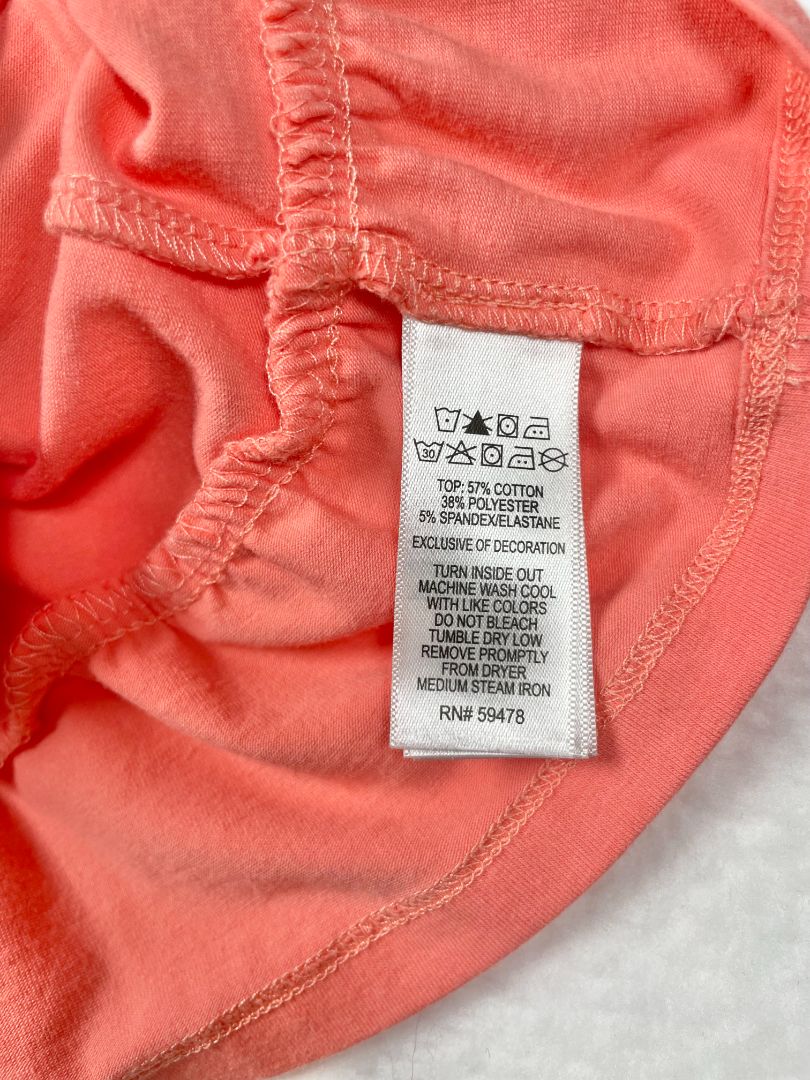 30
TOP: 57% COTTON
38% POLYESTER
5% SPANDEX/ELASTANE
EXCLUSIVE OF DECORATION
TURN INSIDE OUT
MACHINE WASH COOL
WITH LIKE COLORS
DO NOT BLEACH
TUMBLE DRY LOW
REMOVE PROMPTLY
FROM DRYER
MEDIUM STEAM IRON
RN# 59478